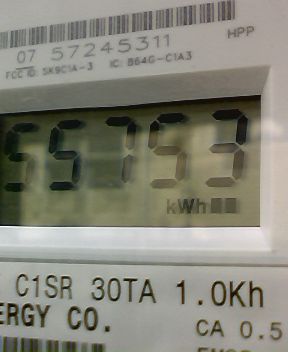 HPP
07 57245311
FCC ID: SK9C1A-3 IC: 864G-C1A3
55753
kWh
C1SR 30TA 1.0Kh
ERGY CO.
CA 0.5